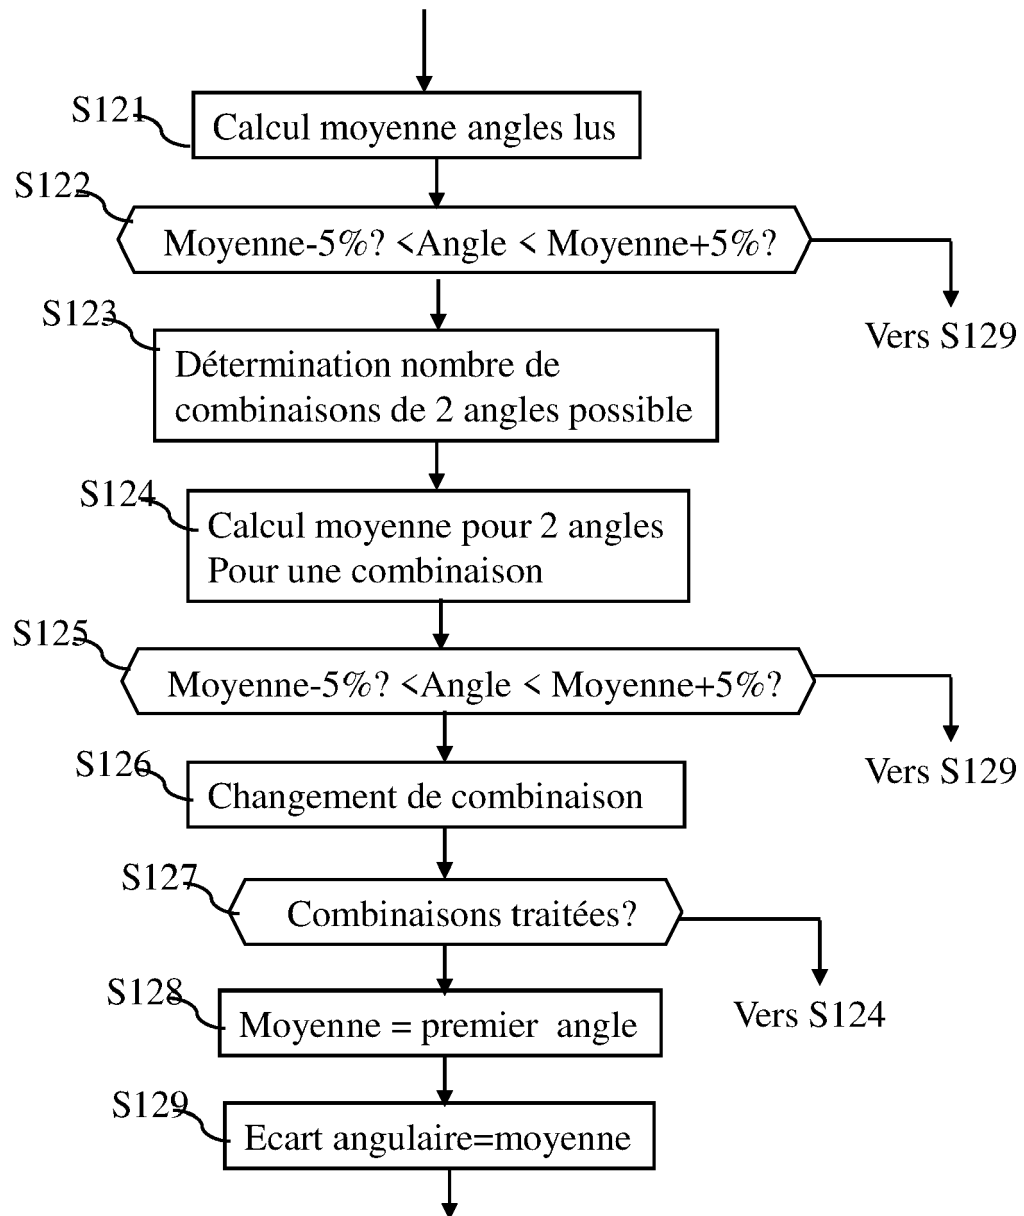 S121
Calcul moyenne angles lus
S122
Moyenne-5%? <Angle < Moyenne+5%?
Vers S129
S123
Détermination nombre de
combinaisons de 2 angles possible
S124
Calcul moyenne pour 2 angles
Pour une combinaison
S125
Moyenne-5%? <Angle < Moyenne+5%?
Vers S129
S126
Changement de combinaison
S127
Combinaisons traitées?
Vers S124
S128
Moyenne = premier angle
S129
Ecart angulaire=moyenne